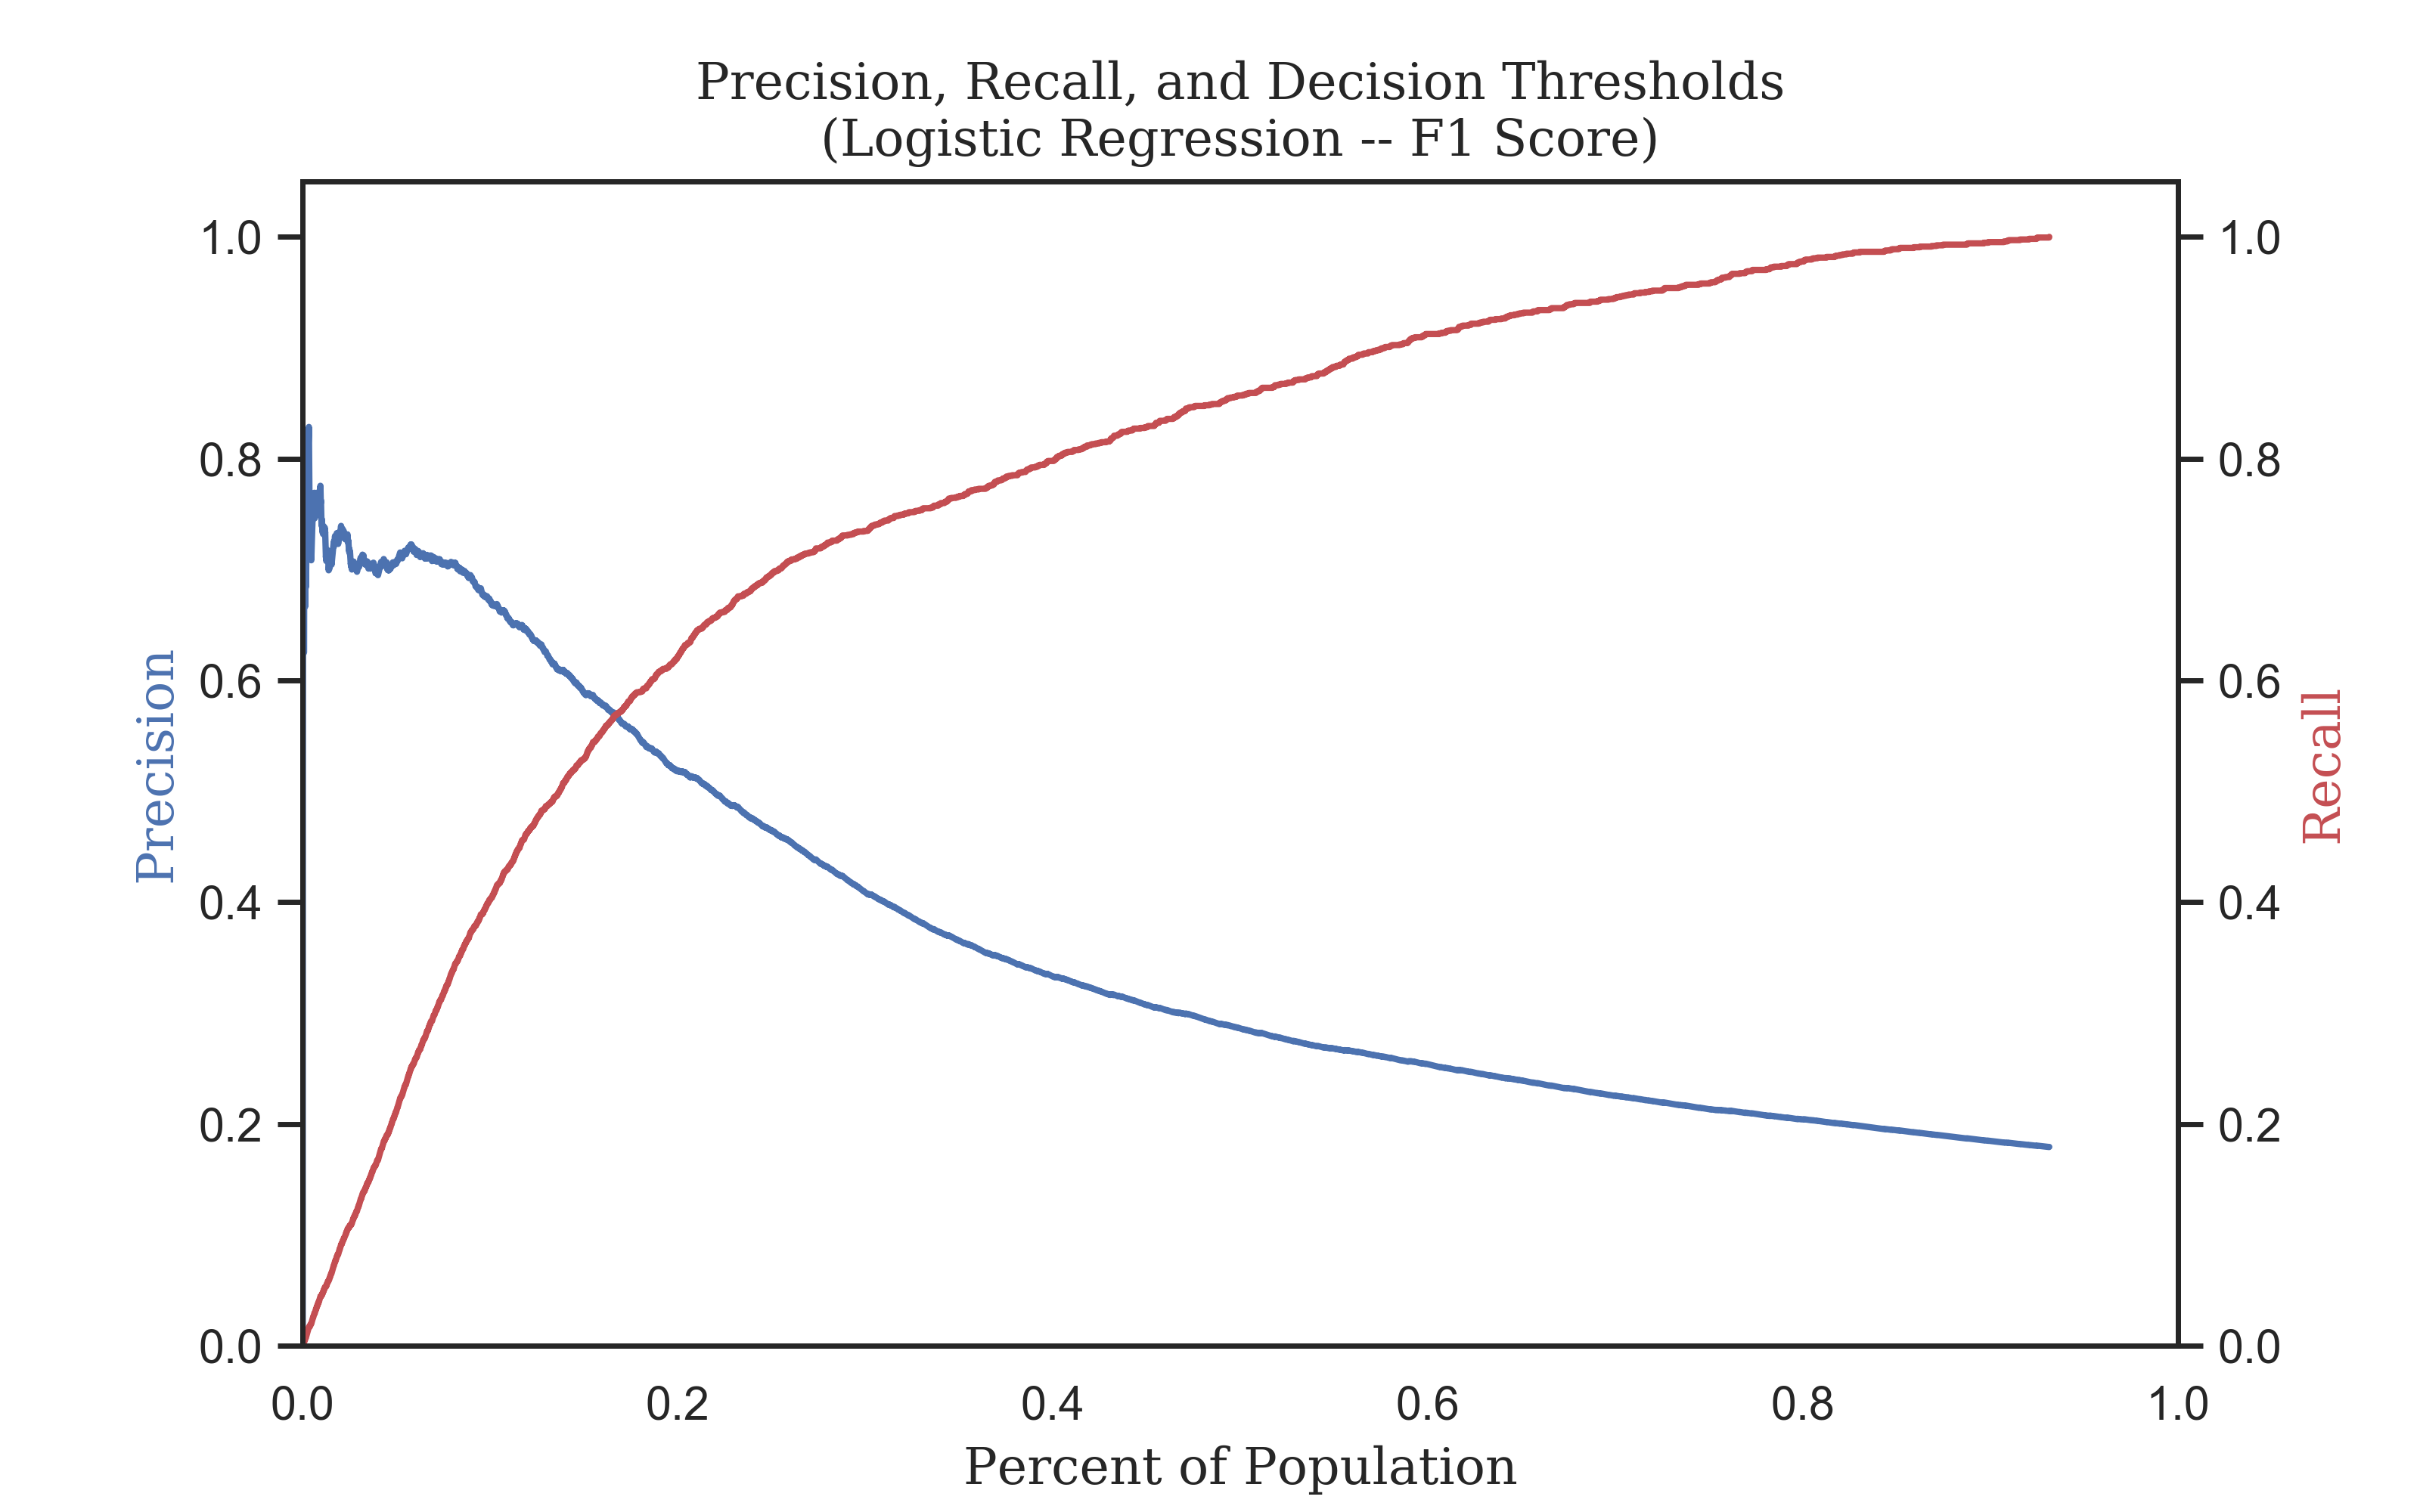 Precision, Recall, and Decision Thresholds
(Logistic Regression -- F1 Score)
Precision
1.0
0.8
0.6
0.4
0.2
0.0
1.0
0.8
0.6
0.4
0.2
0.0
Recall
0.0 0.2 0.4 0.6 0.8 1.0
Percent of Population